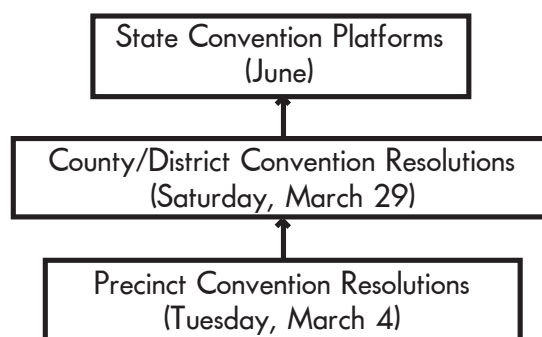 State Convention Platforms
(June)
County/District Convention Resolutions
(Saturday, March 29)
Precinct Convention Resolutions
(Tuesday, March 4)